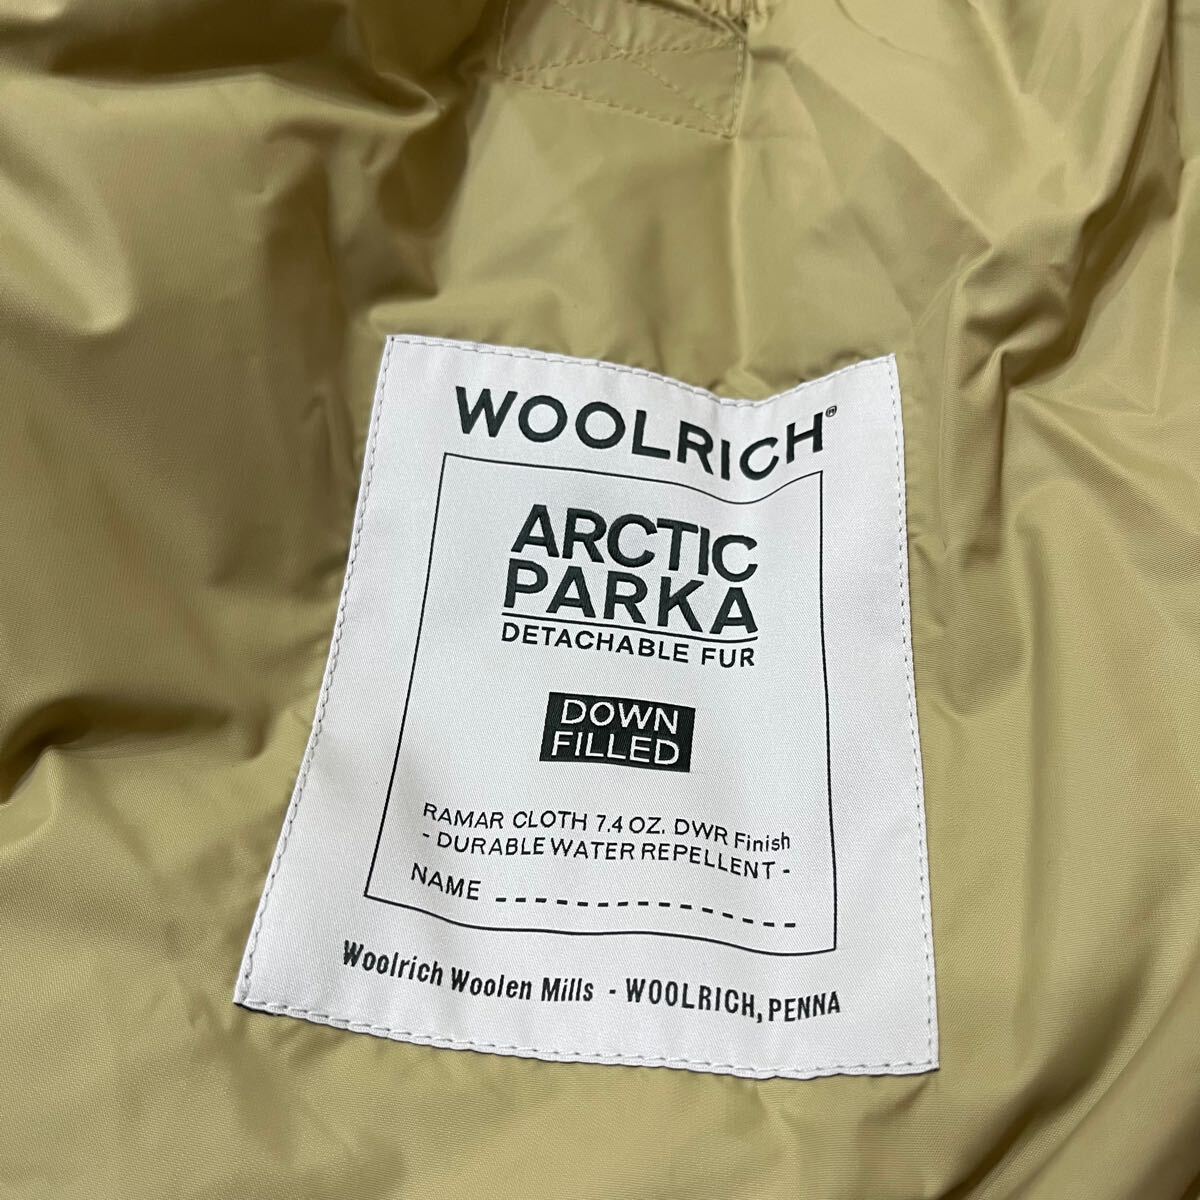 WOOLRICH®
ARCTIC
PARKA
DETACHABLE FUR
DOWN
FILLED
RAMAR CLOTH 7.4 OZ. DWR Finish
- DURABLE WATER REPELLENT -
NAME --------------
Woolrich Woolen Mills - WOOLRICH, PENNA